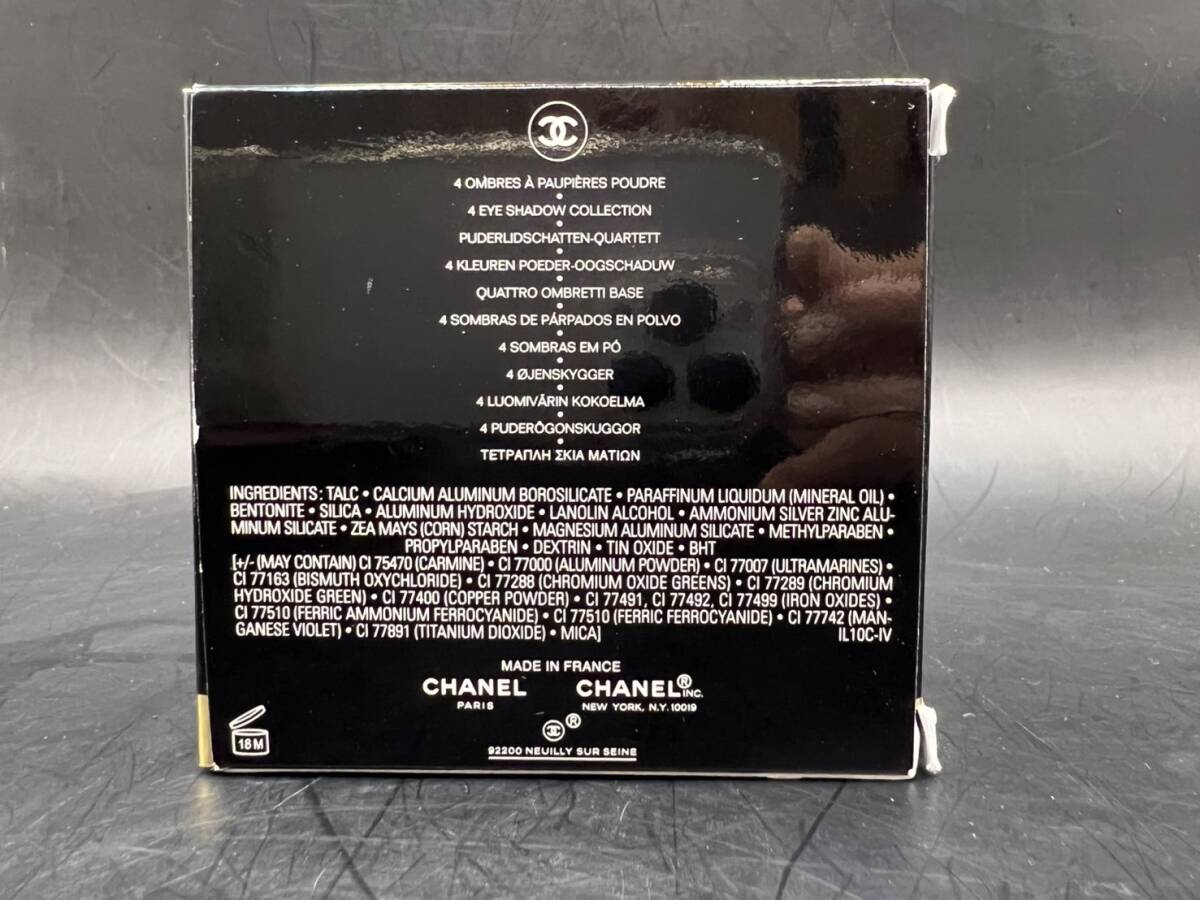 4 OMBRES À PAUPIÈRES POUDRE
4 EYE SHADOW COLLECTION
PUDERLIDSCHATTEN-QUARTETT
4 KLEUREN POEDER-OOGSCHADUW
QUATTRO OMBRETTI BASE
4 SOMBRAS DE PÁRPADOS EN POLVO
4 SOMBRAS EM PÓ
4 ØJENSKYGGER
4 LUOMIVÄRIN KOKOELMA
4 PUDERÖGONSKUGGOR
ΤΕΤΡΑΠΛΗ ΣΚΙΑ ΜΑΤΙΩΝ
INGREDIENTS: TALC • CALCIUM ALUMINUM BOROSILICATE • PARAFFINUM LIQUIDUM (MINERAL OIL) •
BENTONITE • SILICA • ALUMINUM HYDROXIDE • LANOLIN ALCOHOL • AMMONIUM SILVER ZINC ALU-
MINUM SILICATE • ZEA MAYS (CORN) STARCH • MAGNESIUM ALUMINUM SILICATE • METHYLPARABEN •
PROPYLPARABEN • DEXTRIN • TIN OXIDE • BHT
[+/- (MAY CONTAIN) CI 75470 (CARMINE) • CI 77000 (ALUMINUM POWDER) • CI 77007 (ULTRAMARINES) •
CI 77163 (BISMUTH OXYCHLORIDE) • CI 77288 (CHROMIUM OXIDE GREENS) • CI 77289 (CHROMIUM
HYDROXIDE GREEN) • CI 77400 (COPPER POWDER) • CI 77491, CI 77492, CI 77499 (IRON OXIDES) •
CI 77510 (FERRIC AMMONIUM FERROCYANIDE) • CI 77510 (FERRIC FERROCYANIDE) • CI 77742 (MAN-
GANESE VIOLET) • CI 77891 (TITANIUM DIOXIDE) • MICA] IL10C-IV
MADE IN FRANCE
CHANEL CHANEL® INC.
PARIS NEW YORK, N.Y. 10019
®
18 M
92200 NEUILLY SUR SEINE